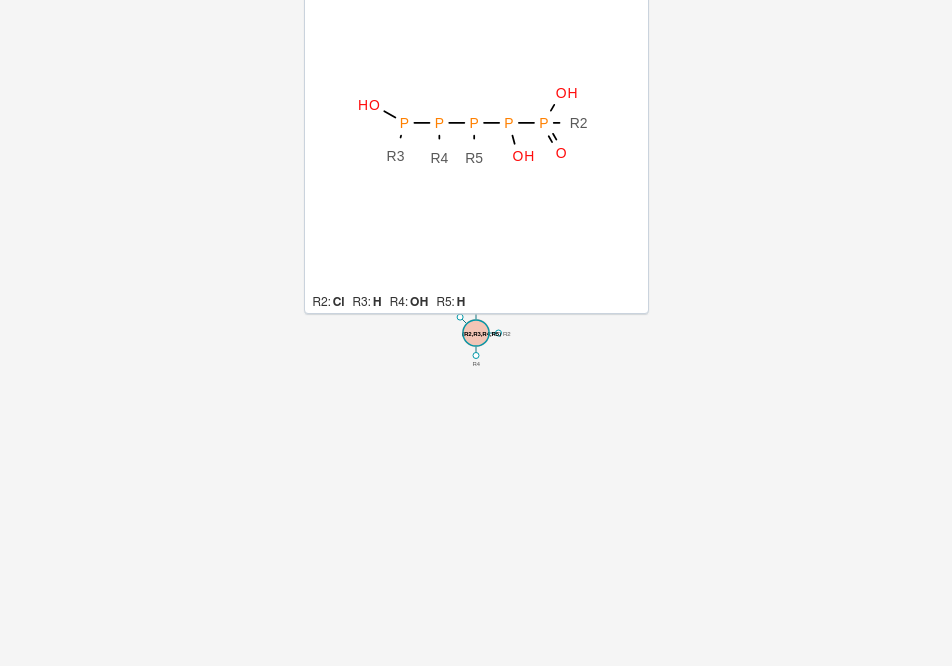 OH
HO
P P P P P R2
R3 R4 R5 OH O
R2: Cl R3: H R4: OH R5: H
R2,R3,R4,R5 R2
R4